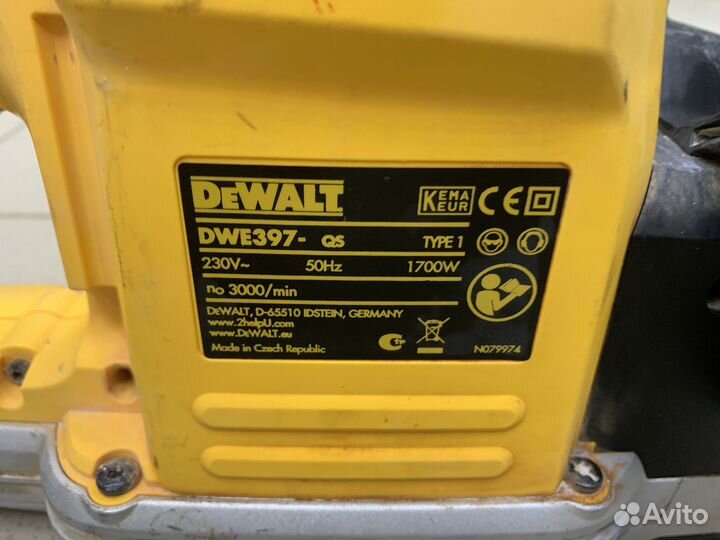 DEWALT
KEMA
KEUR
CE
DWE397- QS TYPE 1
230V~ 50Hz 1700W
no 3000/min
DEWALT, D-65510 IDSTEIN, GERMANY
www.2helpU.com
www.DEWALT.eu
Made in Czech Republic
N079974
Avito